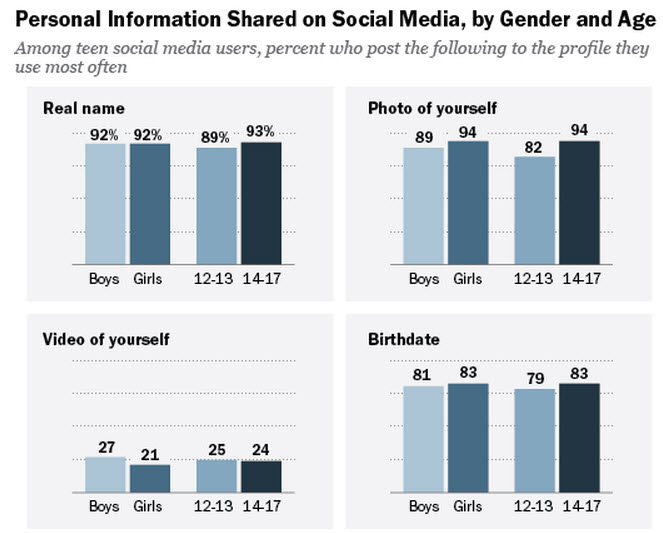 Personal Information Shared on Social Media, by Gender and Age
Among teen social media users, percent who post the following to the profile they
use most often
Real name
92% 92% 89% 93%
Boys Girls 12-13 14-17
Photo of yourself
89 94 82 94
Boys Girls 12-13 14-17
Video of yourself
27 21 25 24
Boys Girls 12-13 14-17
Birthdate
81 83 79 83
Boys Girls 12-13 14-17